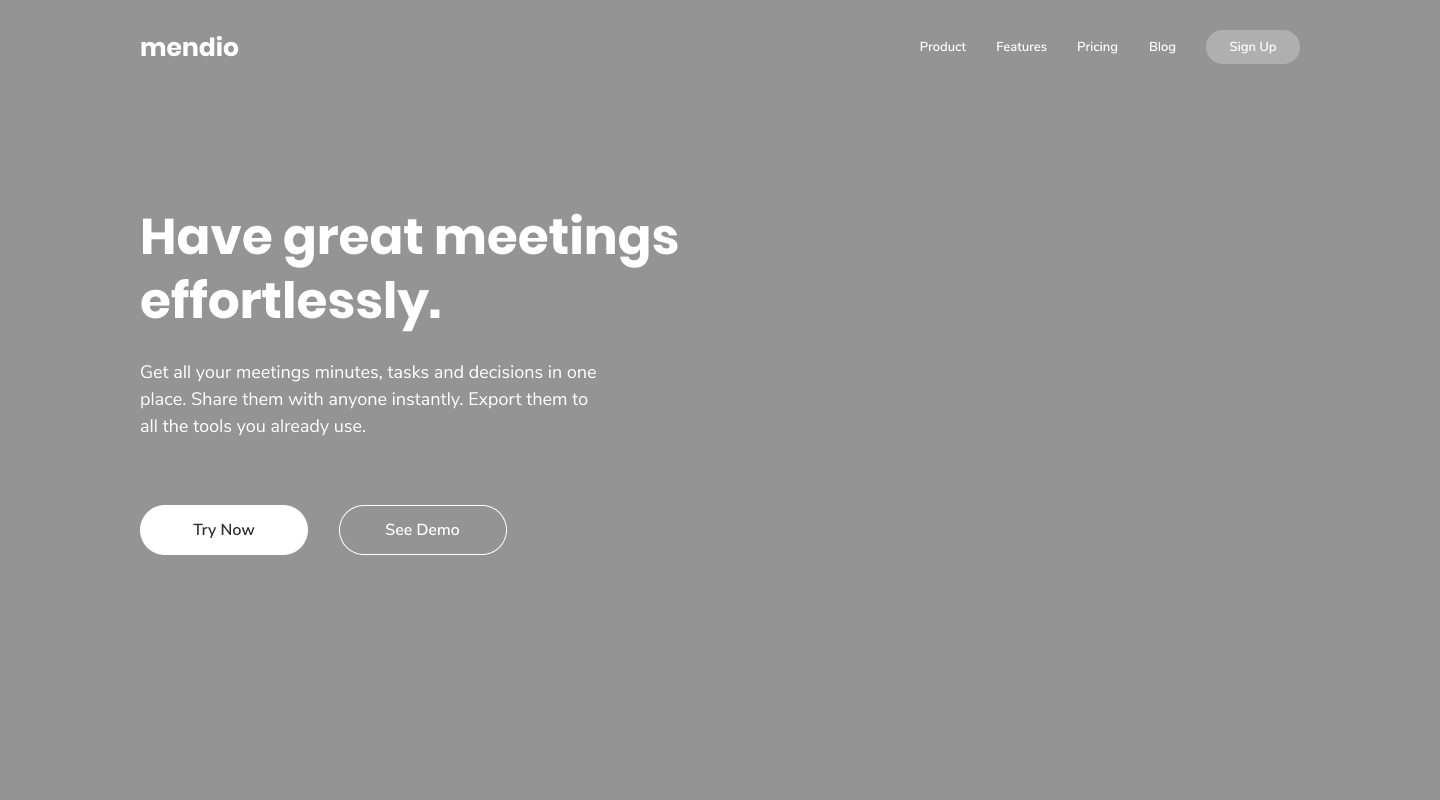 mendio
Product Features Pricing Blog Sign Up
Have great meetings
effortlessly.
Get all your meetings minutes, tasks and decisions in one
place. Share them with anyone instantly. Export them to
all the tools you already use.
Try Now See Demo